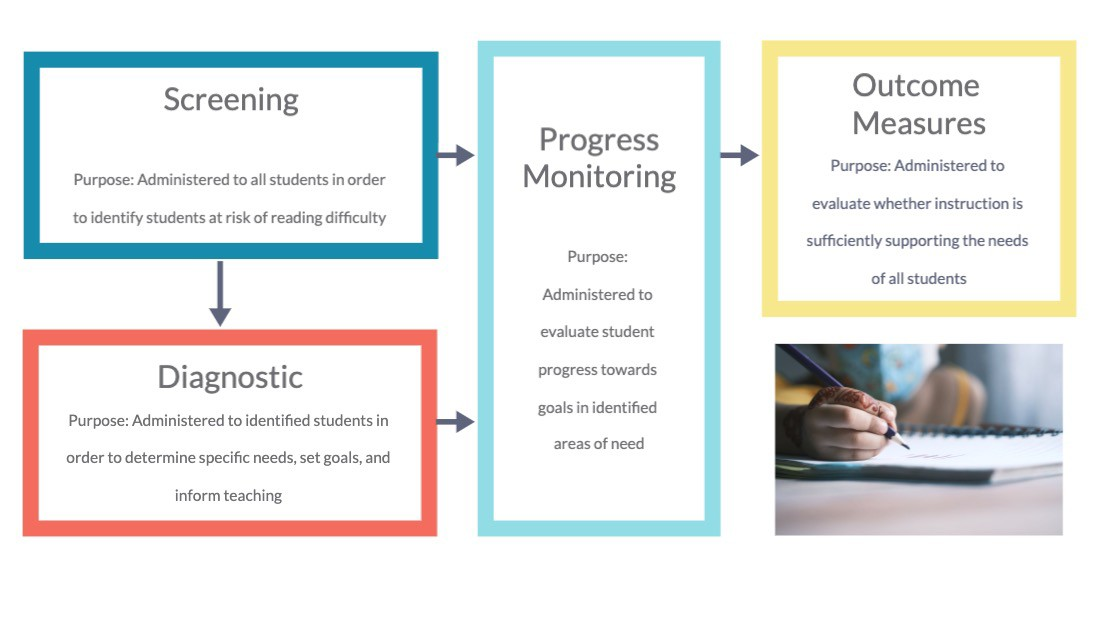 Screening
Purpose: Administered to all students in order
to identify students at risk of reading difficulty
Diagnostic
Purpose: Administered to identified students in
order to determine specific needs, set goals, and
inform teaching
Progress
Monitoring
Purpose:
Administered to
evaluate student
progress towards
goals in identified
areas of need
Outcome
Measures
Purpose: Administered to
evaluate whether instruction is
sufficiently supporting the needs
of all students